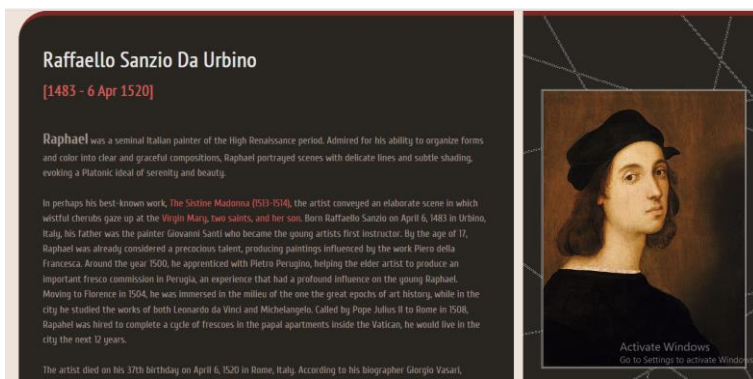 Raffaello Sanzio Da Urbino
[1483 - 6 Apr 1520]
Raphael was a seminal Italian painter of the High Renaissance period. Admired for his ability to organize forms
and color into clear and graceful compositions, Raphael portrayed scenes with delicate lines and subtle shading,
evoking a Platonic ideal of serenity and beauty.
In perhaps his best-known work, The Sistine Madonna (1513-1514), the artist conveyed an elaborate scene in which
wistful cherubs gaze up at the Virgin Mary, two saints, and her son. Born Raffaello Sanzio on April 6, 1483 in Urbino,
Italy, his father was the painter Giovanni Santi who became the young artists first instructor. By the age of 17,
Raphael was already considered a precocious talent, producing paintings influenced by the work Piero della
Francesca. Around the year 1500, he apprenticed with Pietro Perugino, helping the elder artist to produce an
important fresco commission in Perugia, an experience that had a profound influence on the young Raphael.
Moving to Florence in 1504, he was immersed in the milieu of the one the great epochs of art history, while in the
city he studied the works of both Leonardo da Vinci and Michelangelo. Called by Pope Julius II to Rome in 1508,
Rapahel was hired to complete a cycle of frescoes in the papal apartments inside the Vatican, he would live in the
city the next 12 years.
The artist died on his 37th birthday on April 6, 1520 in Rome, Italy. According to his biographer Giorgio Vasari,
Activate Windows
Go to Settings to activate Windows